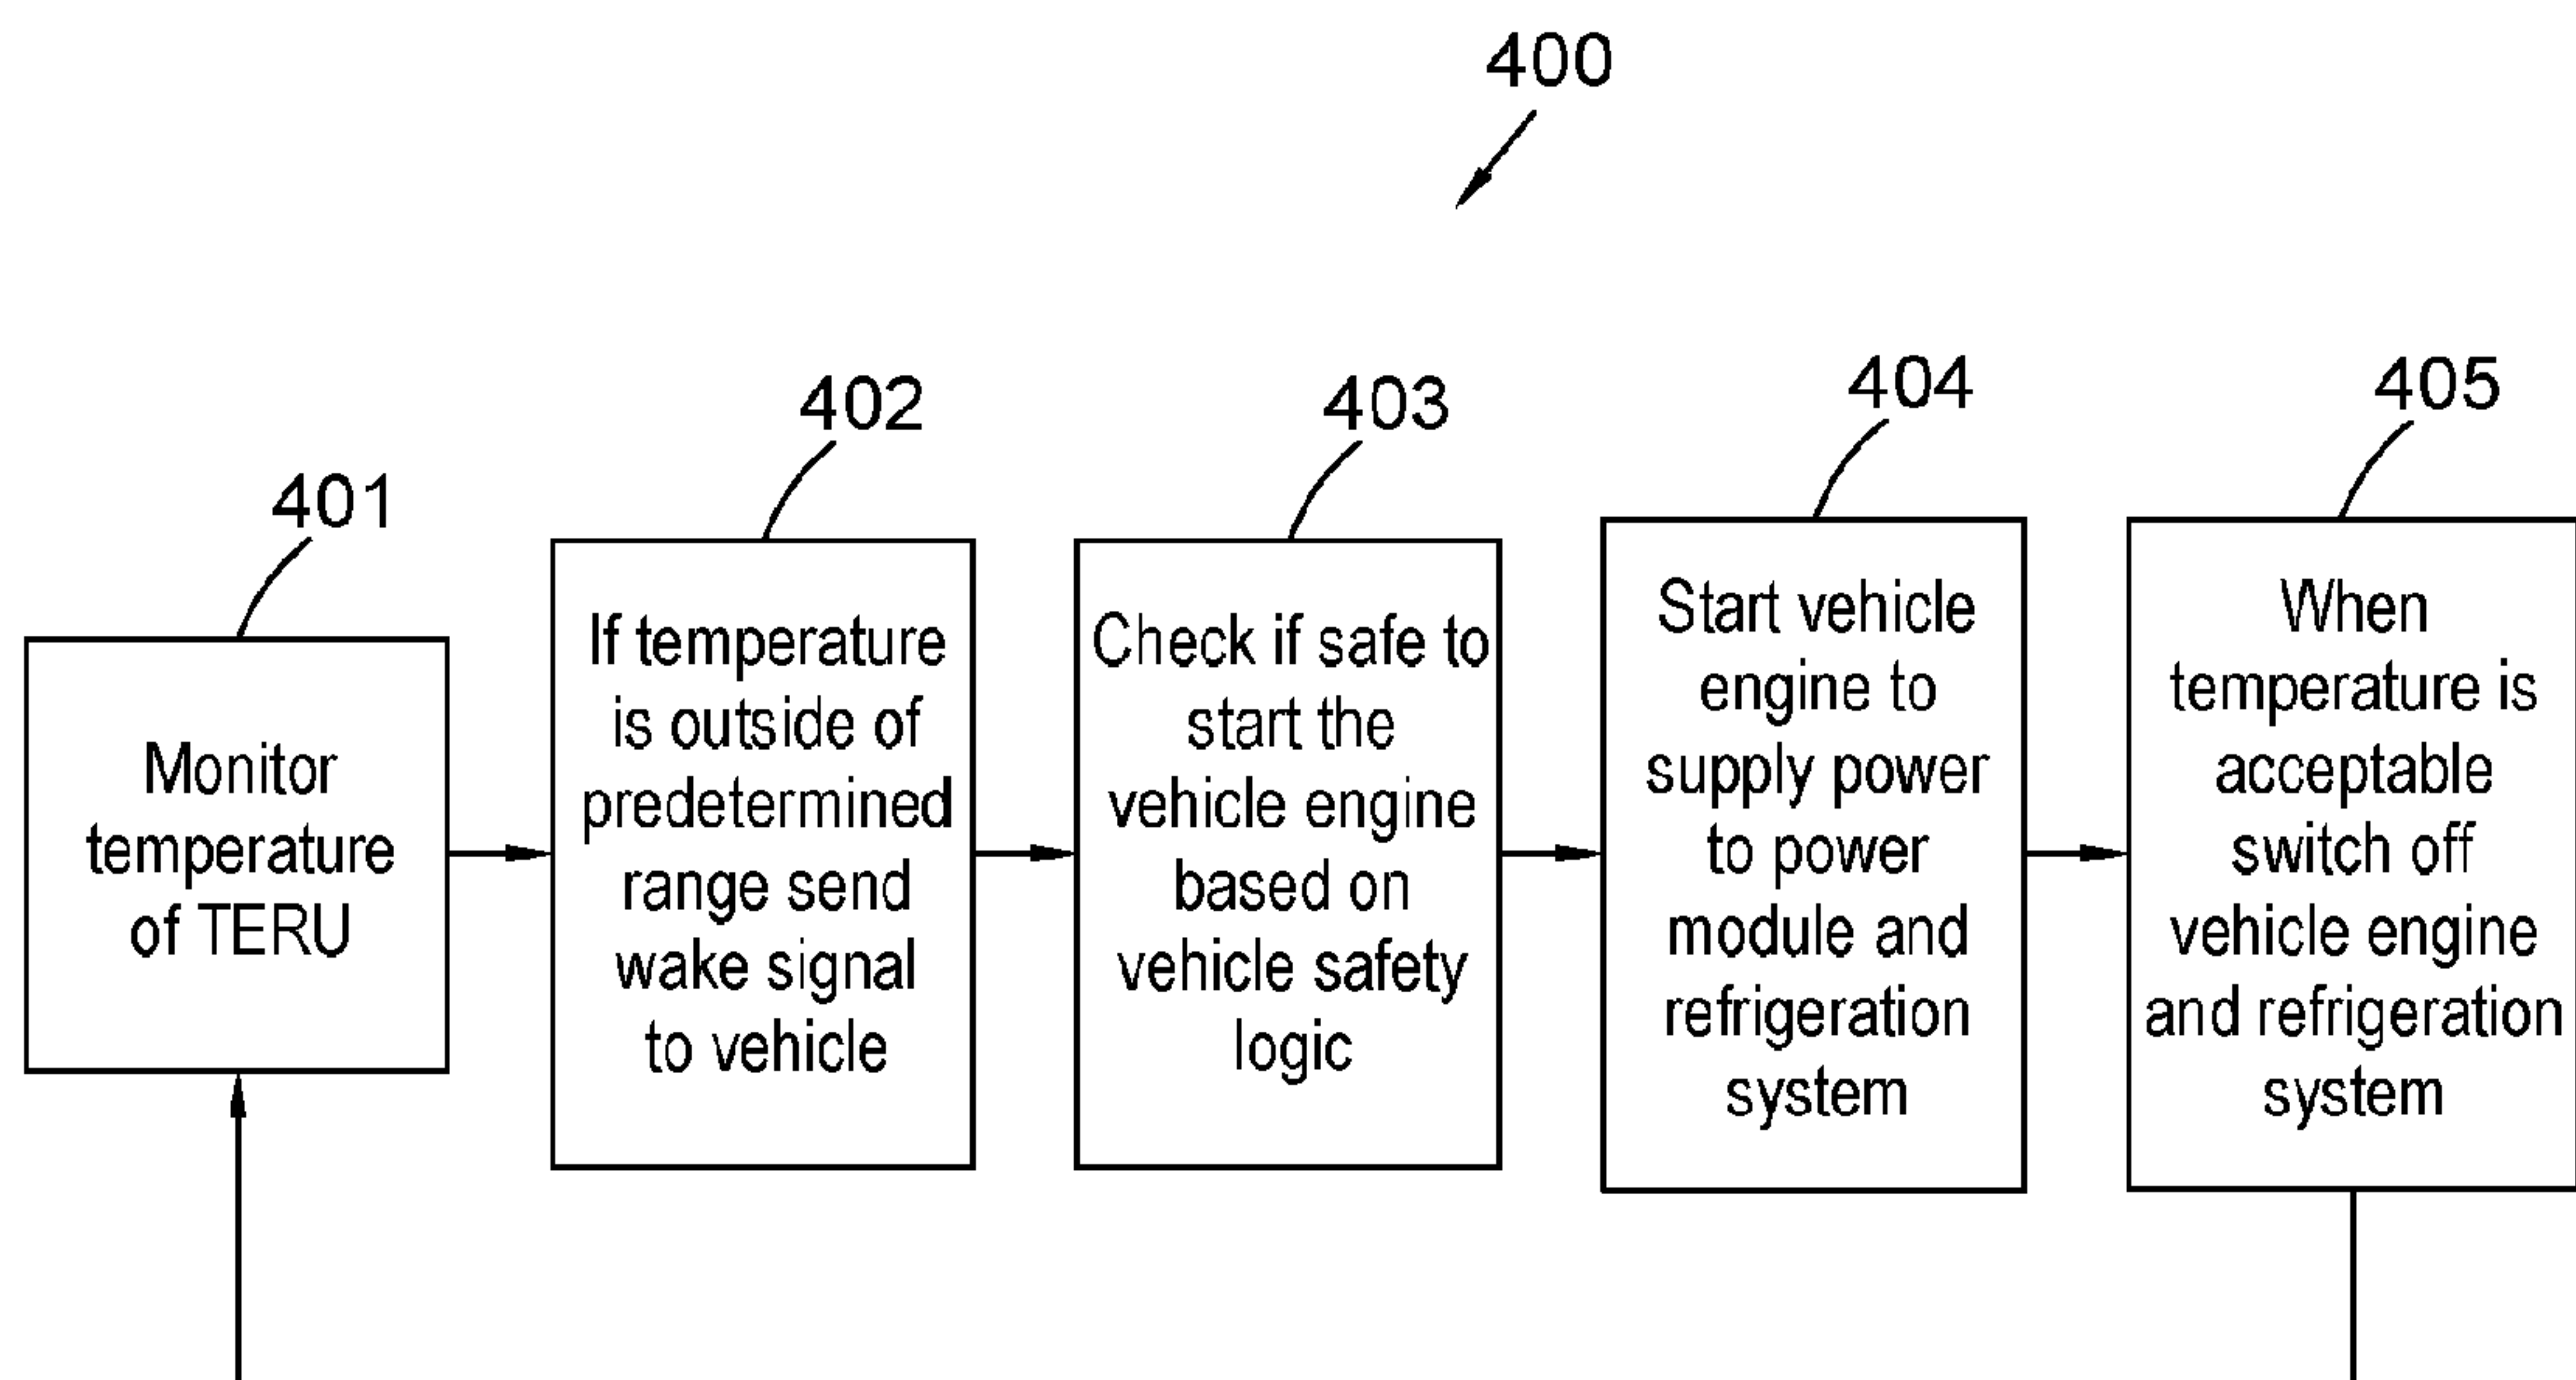 400
401
Monitor
temperature
of TERU
402
If temperature
is outside of
predetermined
range send
wake signal
to vehicle
403
Check if safe to
start the
vehicle engine
based on
vehicle safety
logic
404
Start vehicle
engine to
supply power
to power
module and
refrigeration
system
405
When
temperature is
acceptable
switch off
vehicle engine
and refrigeration
system